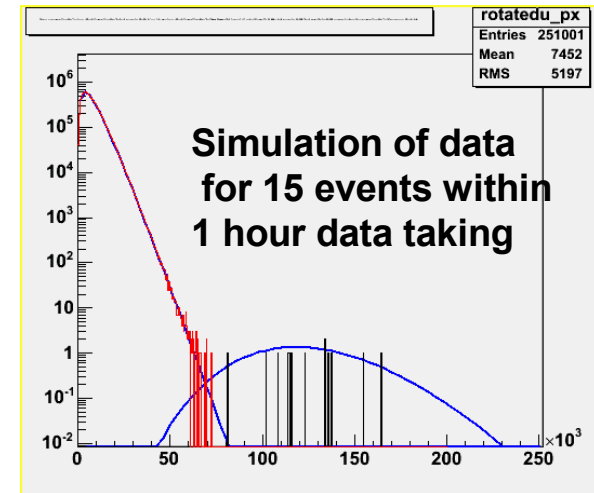 rotatedu_px
Entries 251001
Mean 7452
RMS 5197
Simulation of data
for 15 events within
1 hour data taking
10^6
10^5
10^4
10^3
10^2
10
1
10^-1
10^-2
0 50 100 150 200 250 ×10^3